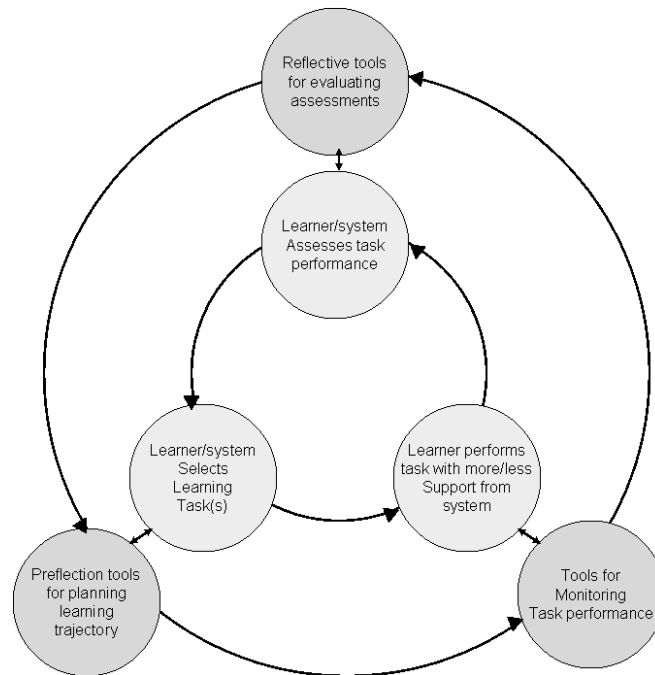 Reflective tools
for evaluating
assessments
Learner/system
Assesses task
performance
Learner/system
Selects
Learning
Task(s)
Learner performs
task with more/less
Support from
system
Preflection tools
for planning
learning
trajectory
Tools for
Monitoring
Task performance